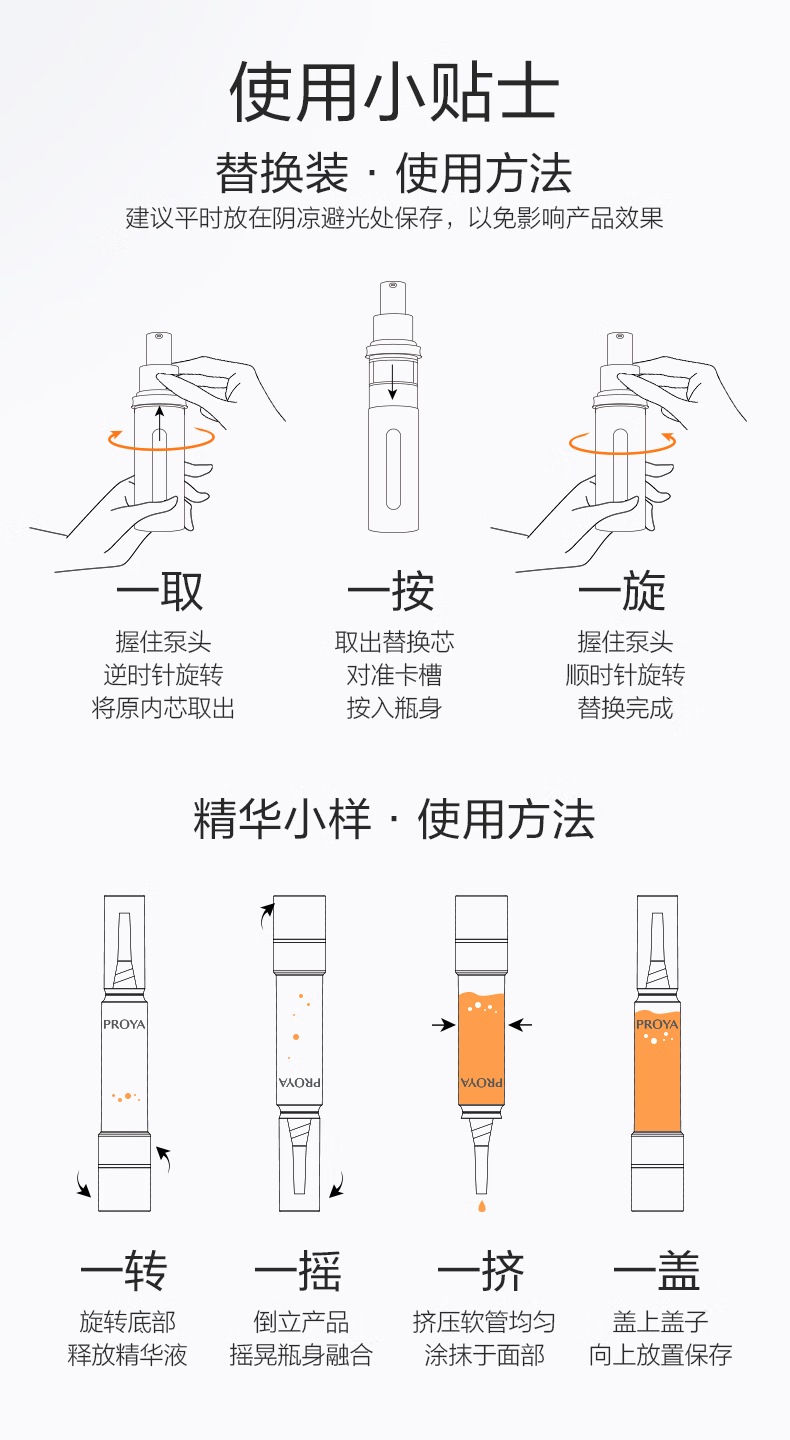 使用小贴士
替换装·使用方法
建议平时放在阴凉避光处保存，以免影响产品效果
一取
握住泵头
逆时针旋转
将原内芯取出
一按
取出替换芯
对准卡槽
按入瓶身
一旋
握住泵头
顺时针旋转
替换完成
精华小样·使用方法
PROYA
PROYA
PROYA
PROYA
一转
旋转底部
释放精华液
一摇
倒立产品
摇晃瓶身融合
一挤
挤压软管均匀
涂抹于面部
一盖
盖上盖子
向上放置保存